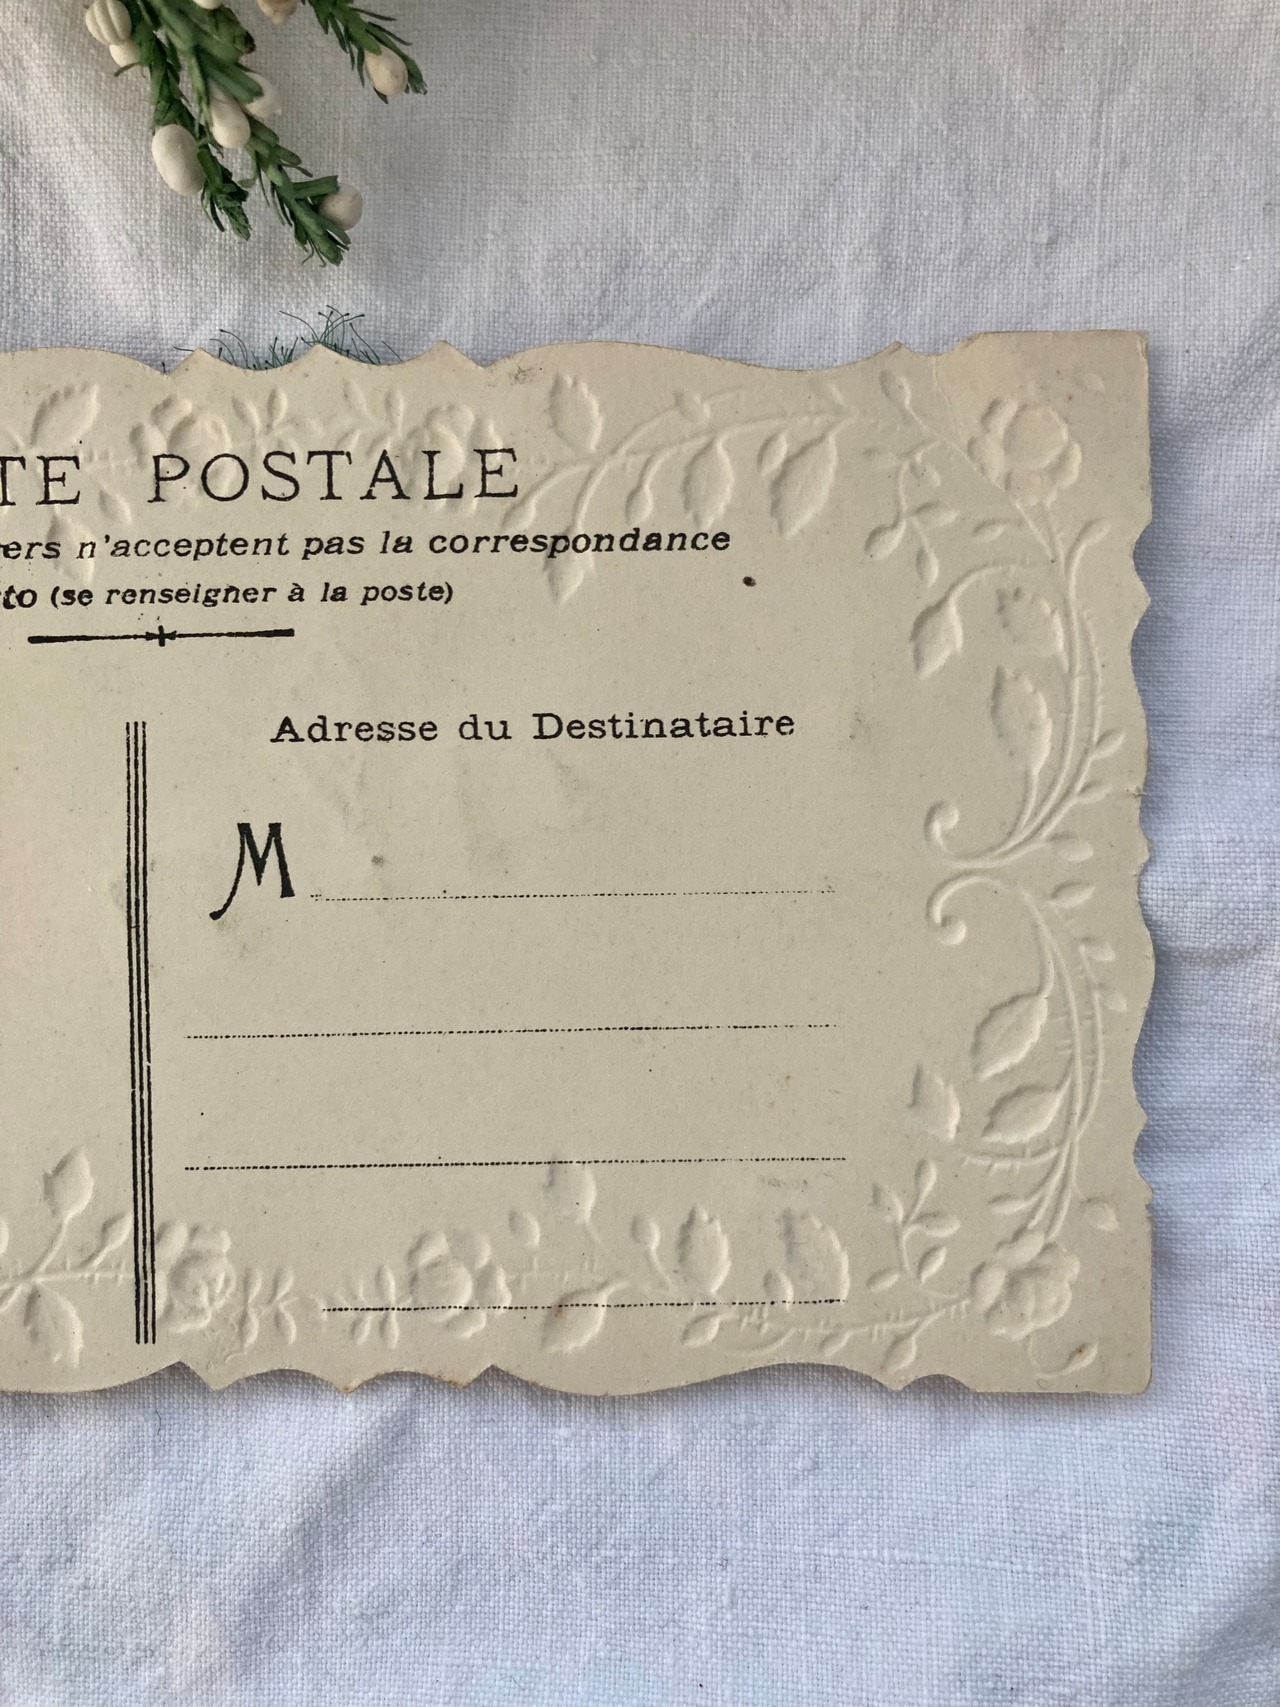 TE POSTALE
ers n'acceptent pas la correspondance
to (se renseigner à la poste)
Adresse du Destinataire
M